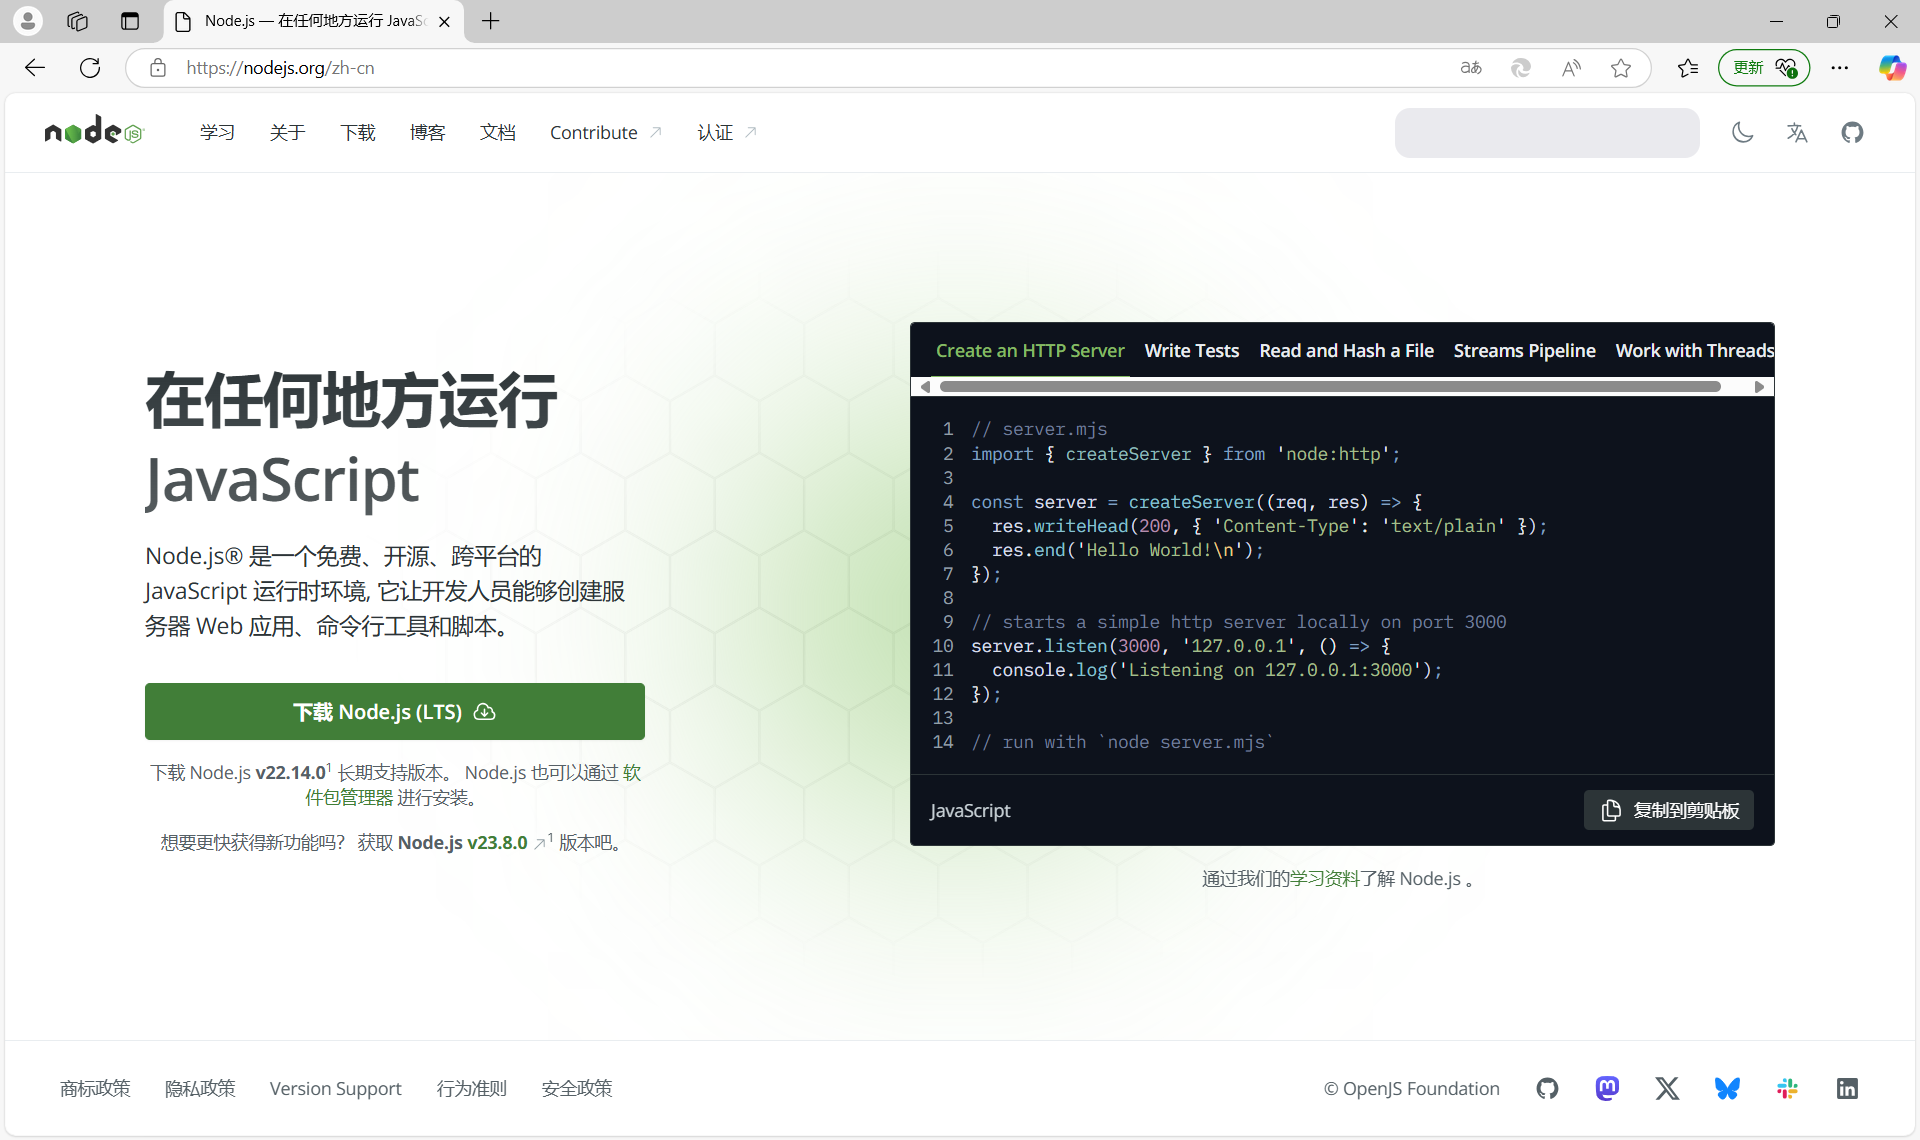 Node.js — 在任何地方运行 JavaSc
https://nodejs.org/zh-cn
aあ
A
更新
node JS
学习 关于 下载 博客 文档 Contribute 认证
在任何地方运行
JavaScript
Node.js® 是一个免费、开源、跨平台的
JavaScript 运行时环境, 它让开发人员能够创建服
务器 Web 应用、命令行工具和脚本。
下载 Node.js (LTS)
下载 Node.js v22.14.0¹ 长期支持版本。 Node.js 也可以通过 软
件包管理器 进行安装。
想要更快获得新功能吗？ 获取 Node.js v23.8.0 ↗¹ 版本吧。
Create an HTTP Server Write Tests Read and Hash a File Streams Pipeline Work with Threads
1 // server.mjs
2 import { createServer } from 'node:http';
3
4 const server = createServer((req, res) => {
5 res.writeHead(200, { 'Content-Type': 'text/plain' });
6 res.end('Hello World!\n');
7 });
8
9 // starts a simple http server locally on port 3000
10 server.listen(3000, '127.0.0.1', () => {
11 console.log('Listening on 127.0.0.1:3000');
12 });
13
14 // run with `node server.mjs`
JavaScript
复制到剪贴板
通过我们的学习资料了解 Node.js 。
商标政策 隐私政策 Version Support 行为准则 安全政策
© OpenJS Foundation